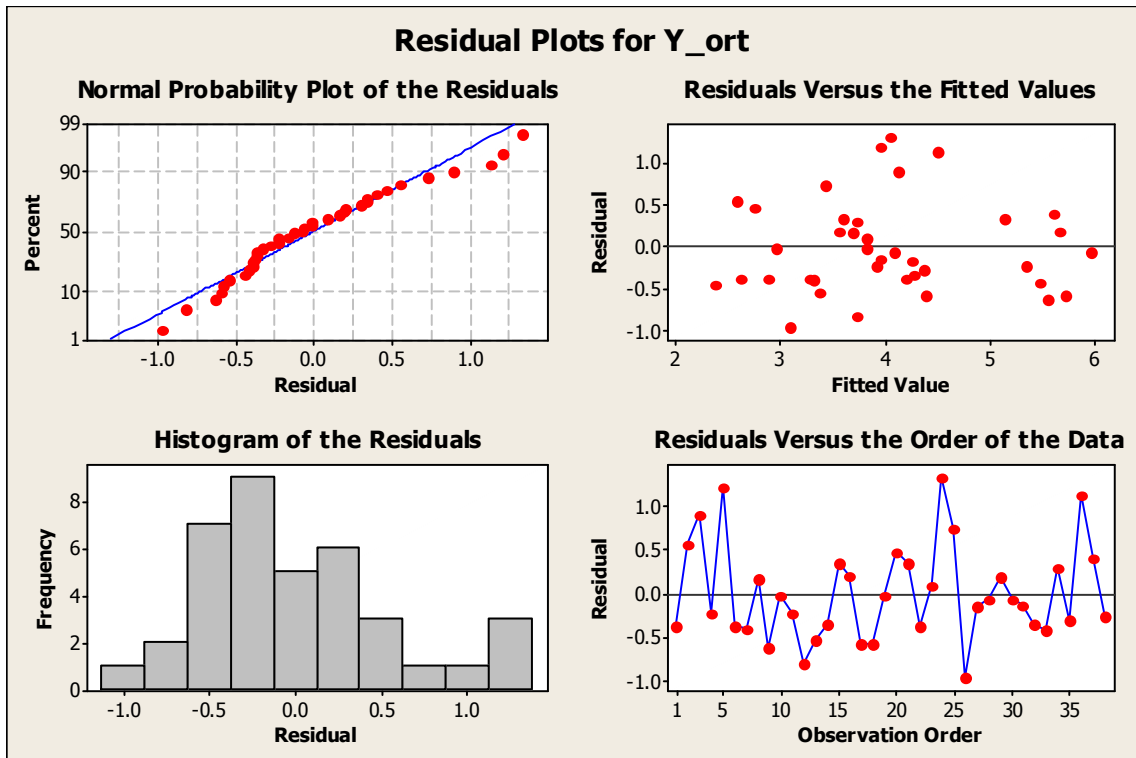 Residual Plots for Y_ort
Normal Probability Plot of the Residuals
99
90
50
10
1
Percent
-1.0 -0.5 0.0 0.5 1.0
Residual
Residuals Versus the Fitted Values
1.0
0.5
0.0
-0.5
-1.0
Residual
2 3 4 5 6
Fitted Value
Histogram of the Residuals
8
6
4
2
0
Frequency
-1.0 -0.5 0.0 0.5 1.0
Residual
Residuals Versus the Order of the Data
1.0
0.5
0.0
-0.5
-1.0
Residual
1 5 10 15 20 25 30 35
Observation Order